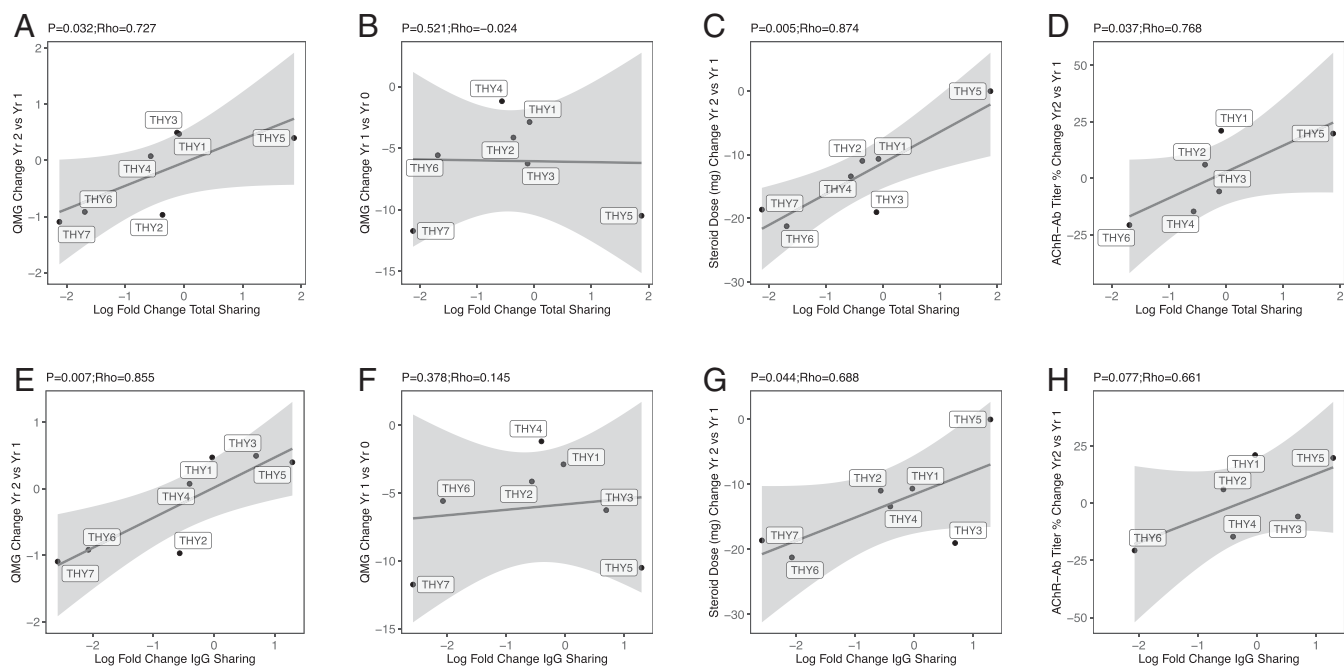 A
P=0.032;Rho=0.727
QMG Change Yr 2 vs Yr 1
2
1
0
−1
−2
THY3
THY1
THY5
THY4
THY6
THY2
THY7
−2
−1
0
1
2
Log Fold Change Total Sharing
B
P=0.521;Rho=−0.024
QMG Change Yr 1 vs Yr 0
0
−5
−10
−15
THY4
THY1
THY2
THY6
THY3
THY5
THY7
−2
−1
0
1
2
Log Fold Change Total Sharing
C
P=0.005;Rho=0.874
Steroid Dose (mg) Change Yr 2 vs Yr 1
0
−10
−20
−30
THY5
THY2
THY1
THY4
THY7
THY3
THY6
−2
−1
0
1
2
Log Fold Change Total Sharing
D
P=0.037;Rho=0.768
AChR−Ab Titer % Change Yr2 vs Yr 1
50
25
0
−25
THY1
THY5
THY2
THY3
THY4
THY6
−2
−1
0
1
2
Log Fold Change Total Sharing
E
P=0.007;Rho=0.855
QMG Change Yr 2 vs Yr 1
1
0
−1
−2
THY3
THY1
THY5
THY4
THY6
THY2
THY7
−2
−1
0
1
Log Fold Change IgG Sharing
F
P=0.378;Rho=0.145
QMG Change Yr 1 vs Yr 0
0
−5
−10
−15
THY4
THY1
THY6
THY2
THY3
THY5
THY7
−2
−1
0
1
Log Fold Change IgG Sharing
G
P=0.044;Rho=0.688
Steroid Dose (mg) Change Yr 2 vs Yr 1
0
−10
−20
−30
THY5
THY2
THY1
THY4
THY7
THY3
THY6
−2
−1
0
1
Log Fold Change IgG Sharing
H
P=0.077;Rho=0.661
AChR−Ab Titer % Change Yr2 vs Yr 1
25
0
−25
−50
THY1
THY5
THY2
THY4
THY3
THY6
−2
−1
0
1
Log Fold Change IgG Sharing